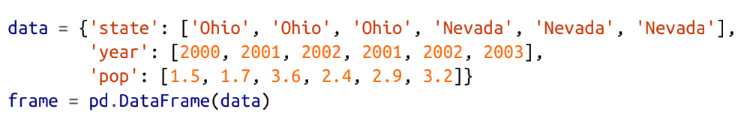 data = {'state': ['Ohio', 'Ohio', 'Ohio', 'Nevada', 'Nevada', 'Nevada'],
'year': [2000, 2001, 2002, 2001, 2002, 2003],
'pop': [1.5, 1.7, 3.6, 2.4, 2.9, 3.2]}
frame = pd.DataFrame(data)